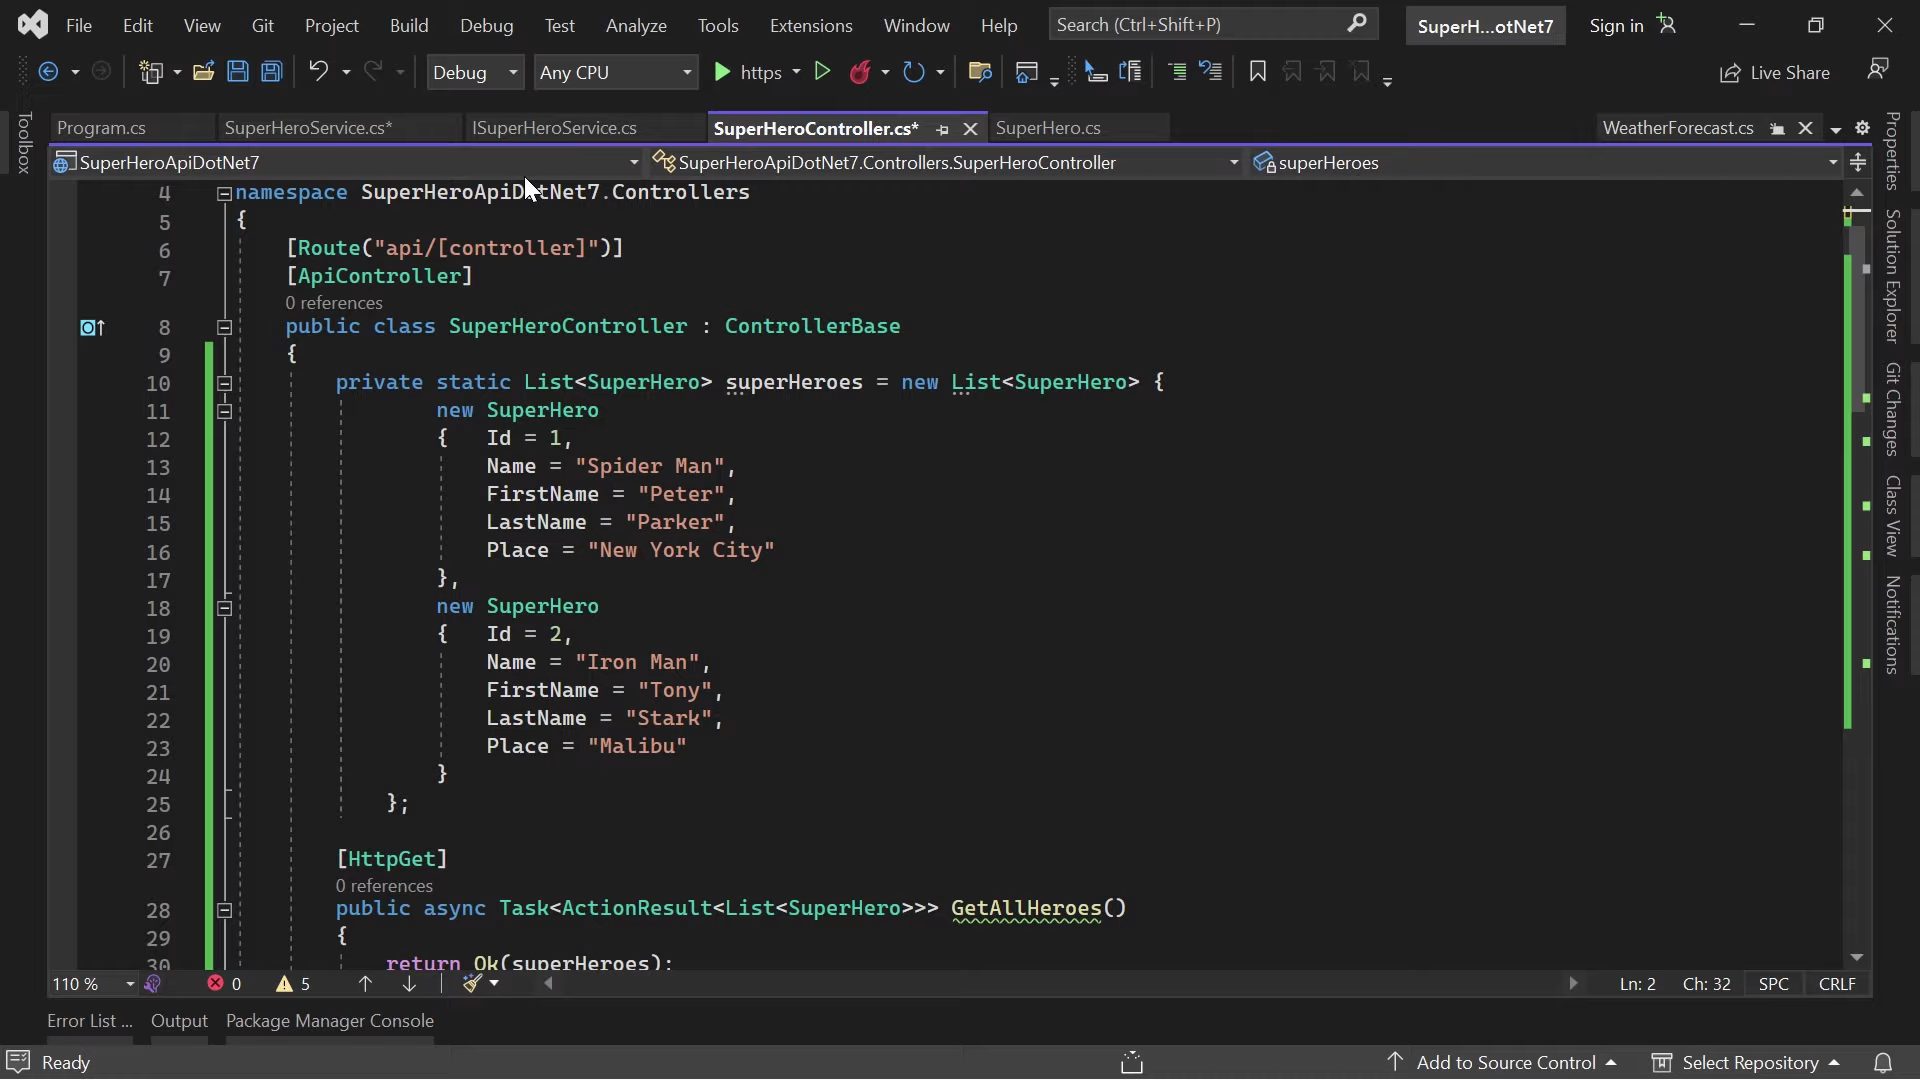 File Edit View Git Project Build Debug Test Analyze Tools Extensions Window Help Search (Ctrl+Shift+P) SuperH...otNet7 Sign in
Debug Any CPU https Live Share
Program.cs SuperHeroService.cs* ISuperHeroService.cs SuperHeroController.cs* SuperHero.cs WeatherForecast.cs
SuperHeroApiDotNet7 SuperHeroApiDotNet7.Controllers.SuperHeroController superHeroes
Toolbox
4 namespace SuperHeroApiDotNet7.Controllers
5 {
6 [Route("api/[controller]")]
7 [ApiController]
0 references
8 public class SuperHeroController : ControllerBase
9 {
10 private static List<SuperHero> superHeroes = new List<SuperHero> {
11 new SuperHero
12 { Id = 1,
13 Name = "Spider Man",
14 FirstName = "Peter",
15 LastName = "Parker",
16 Place = "New York City"
17 },
18 new SuperHero
19 { Id = 2,
20 Name = "Iron Man",
21 FirstName = "Tony",
22 LastName = "Stark",
23 Place = "Malibu"
24 }
25 };
26
27 [HttpGet]
0 references
28 public async Task<ActionResult<List<SuperHero>>> GetAllHeroes()
29 {
30 return Ok(superHeroes);
Properties
Solution Explorer
Git Changes
Class View
Notifications
110 % 0 5 Ln: 2 Ch: 32 SPC CRLF
Error List ... Output Package Manager Console
Ready Add to Source Control Select Repository